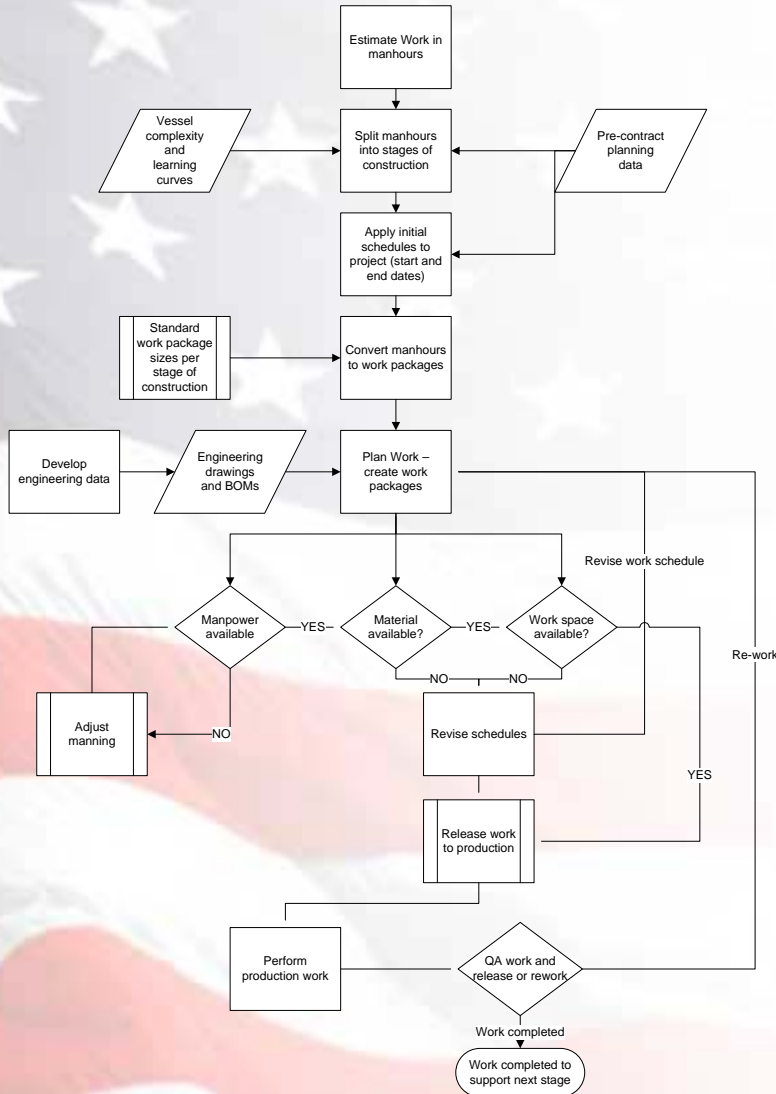 Estimate Work in
manhours
Vessel
complexity
and
learning
curves
Split manhours
into stages of
construction
Pre-contract
planning
data
Apply initial
schedules to
project (start and
end dates)
Standard
work package
sizes per
stage of
construction
Convert manhours
to work packages
Develop
engineering data
Engineering
drawings
and BOMs
Plan Work –
create work
packages
Revise work schedule
Manpower
available
YES
Material
available?
YES
Work space
available?
Re-work
NO
NO
Adjust
manning
NO
Revise schedules
YES
Release work
to production
Perform
production work
QA work and
release or rework
Work completed
Work completed to
support next stage